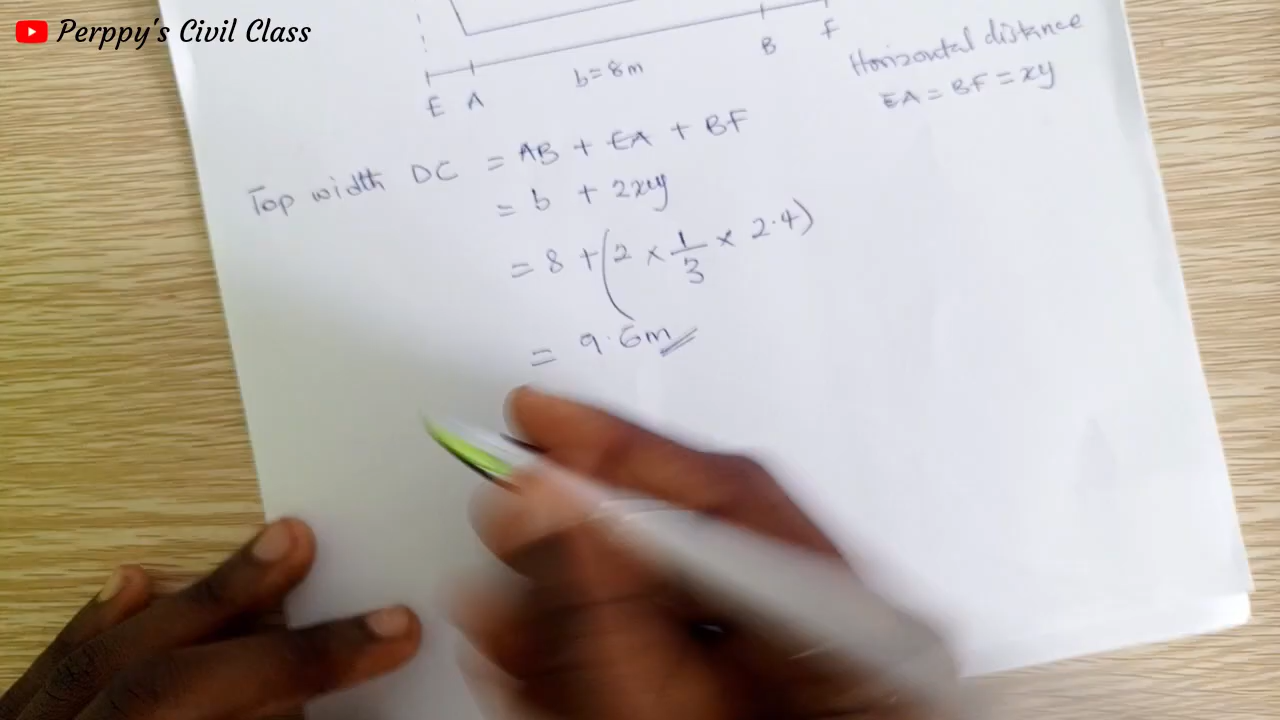 Perppy's Civil Class
E A b=8m B F
Horizontal distance
EA = BF = xy
Top width DC = AB + EA + BF
= b + 2xy
= 8 + (2 × 1/3 × 2.4)
= 9.6m